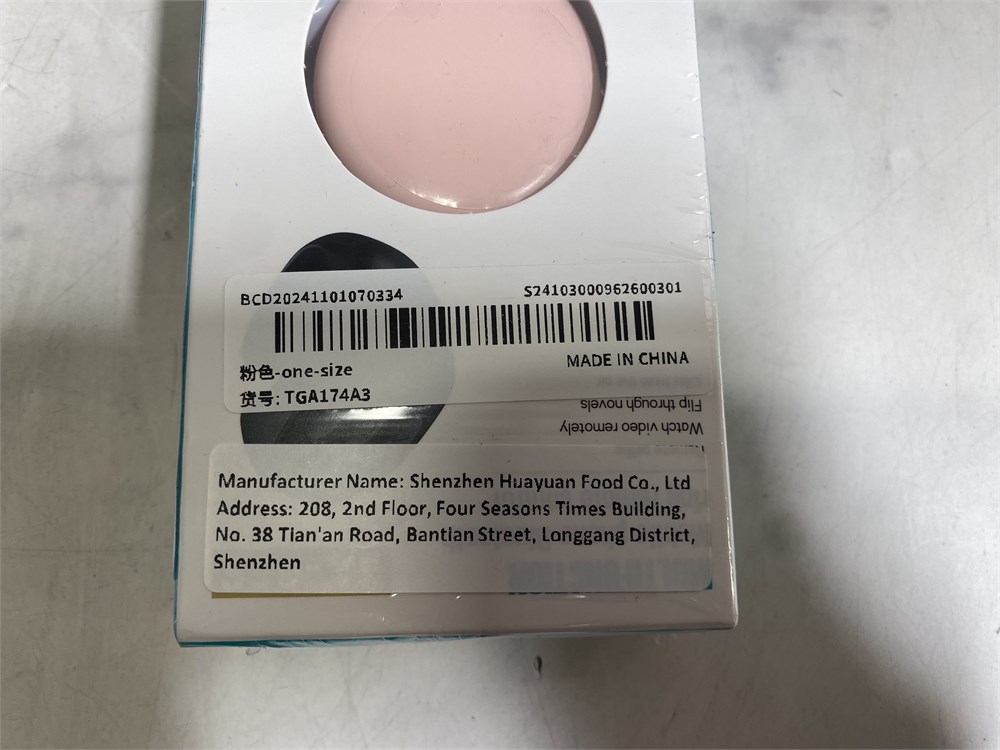 BCD20241101070334
S24103000962600301
粉色-one-size
MADE IN CHINA
货号: TGA174A3
Flip through novels
Watch video remotely
Manufacturer Name: Shenzhen Huayuan Food Co., Ltd
Address: 208, 2nd Floor, Four Seasons Times Building,
No. 38 Tian'an Road, Bantian Street, Longgang District,
Shenzhen